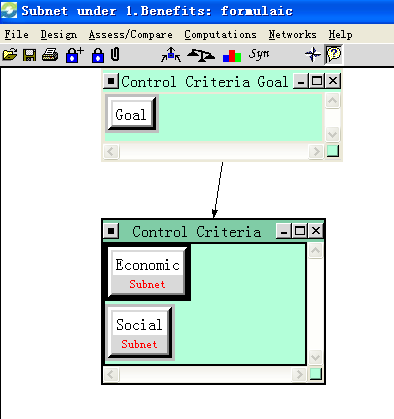 Subnet under 1.Benefits: formulaic
File Design Assess/Compare Computations Networks Help
Syn
Control Criteria Goal
Goal
Control Criteria
Economic
Subnet
Social
Subnet